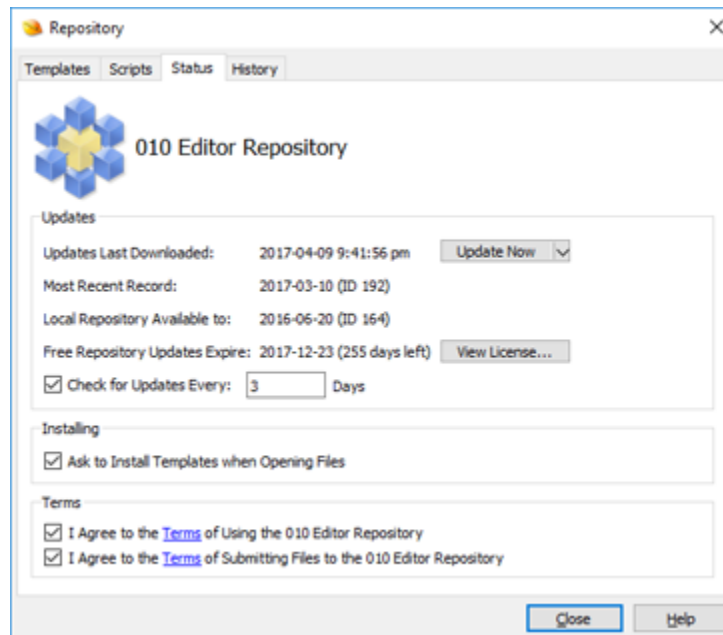 Repository
Templates Scripts Status History
010 Editor Repository
Updates
Updates Last Downloaded: 2017-04-09 9:41:56 pm Update Now
Most Recent Record: 2017-03-10 (ID 192)
Local Repository Available to: 2016-06-20 (ID 164)
Free Repository Updates Expire: 2017-12-23 (255 days left) View License...
Check for Updates Every: 3 Days
Installing
Ask to Install Templates when Opening Files
Terms
I Agree to the Terms of Using the 010 Editor Repository
I Agree to the Terms of Submitting Files to the 010 Editor Repository
Close Help